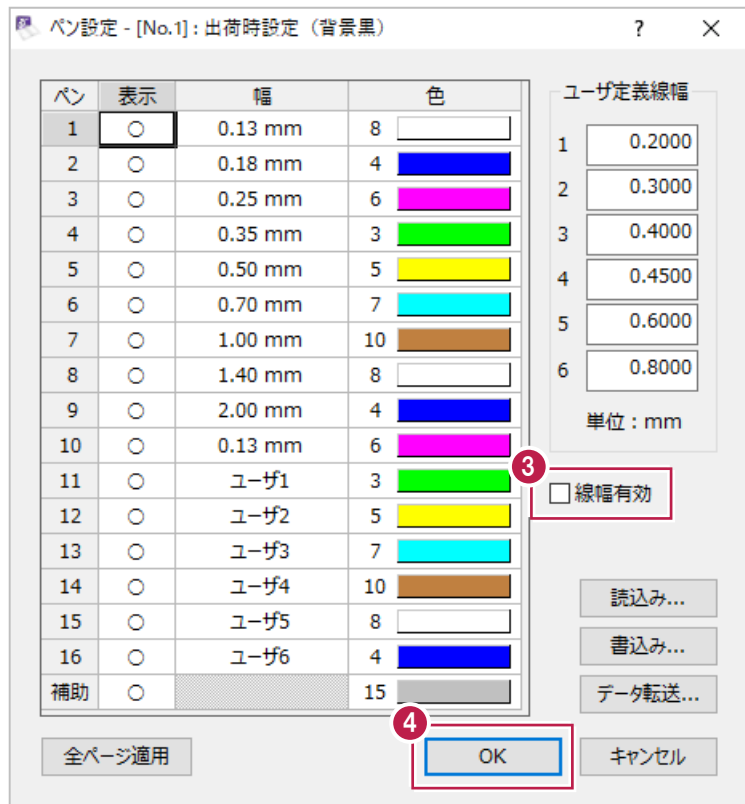 ペン設定 - [No.1] : 出荷時設定（背景黒） ? ×
ペン 表示 幅 色
1 ○ 0.13 mm 8
2 ○ 0.18 mm 4
3 ○ 0.25 mm 6
4 ○ 0.35 mm 3
5 ○ 0.50 mm 5
6 ○ 0.70 mm 7
7 ○ 1.00 mm 10
8 ○ 1.40 mm 8
9 ○ 2.00 mm 4
10 ○ 0.13 mm 6
11 ○ ユーザ1 3
12 ○ ユーザ2 5
13 ○ ユーザ3 7
14 ○ ユーザ4 10
15 ○ ユーザ5 8
16 ○ ユーザ6 4
補助 ○ 15
ユーザ定義線幅
1 0.2000
2 0.3000
3 0.4000
4 0.4500
5 0.6000
6 0.8000
単位 : mm
3
線幅有効
読込み...
書込み...
データ転送...
全ページ適用
4
OK
キャンセル